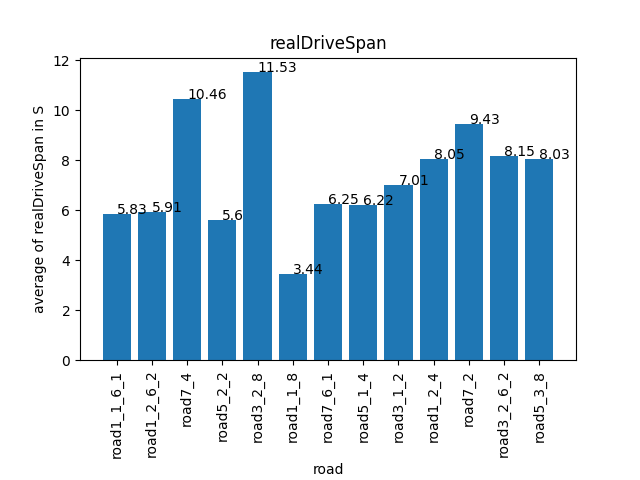 realDriveSpan
average of realDriveSpan in S
12
10
8
6
4
2
0
5.83
5.91
10.46
5.6
11.53
3.44
6.25
6.22
7.01
8.05
9.43
8.15
8.03
road1_1_6_1
road1_2_6_2
road7_4
road5_2_2
road3_2_8
road1_1_8
road7_6_1
road5_1_4
road3_1_2
road1_2_4
road7_2
road3_2_6_2
road5_3_8
road